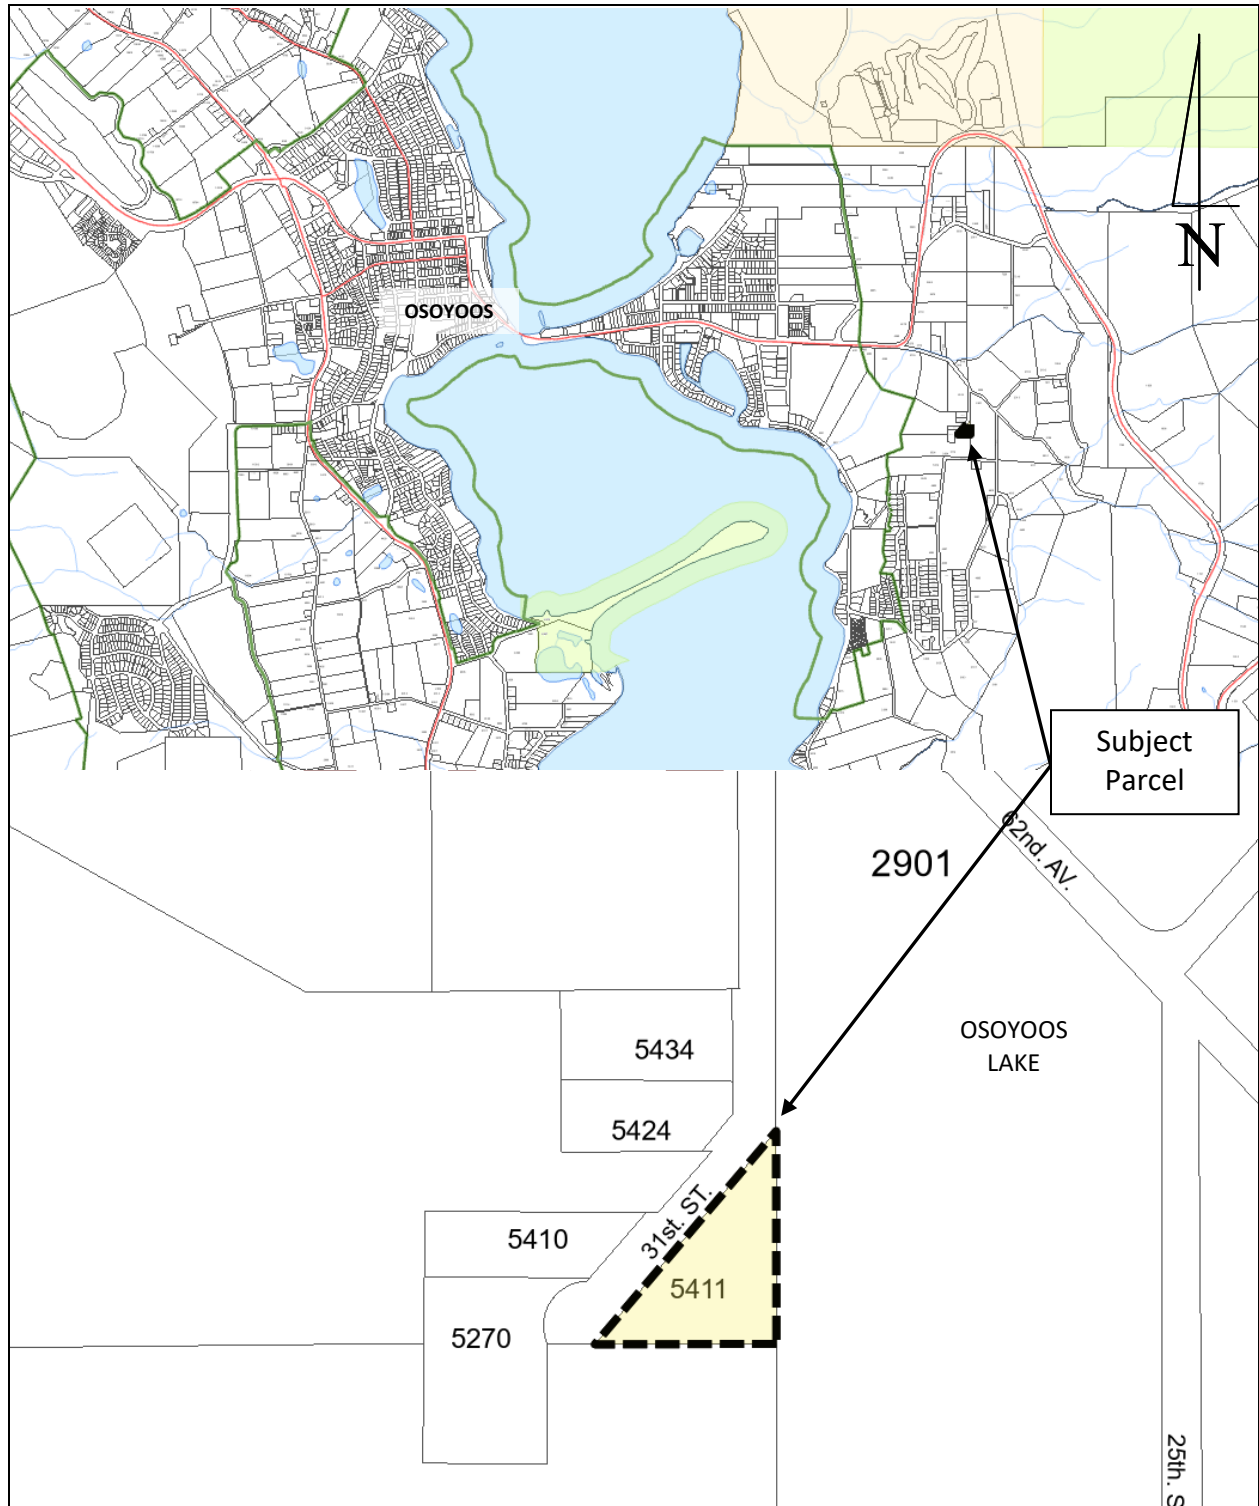 N
OSOYOOS
Subject
Parcel
62nd. AV.
2901
OSOYOOS
LAKE
5434
5424
31st. ST.
5410
5411
5270
25th. S